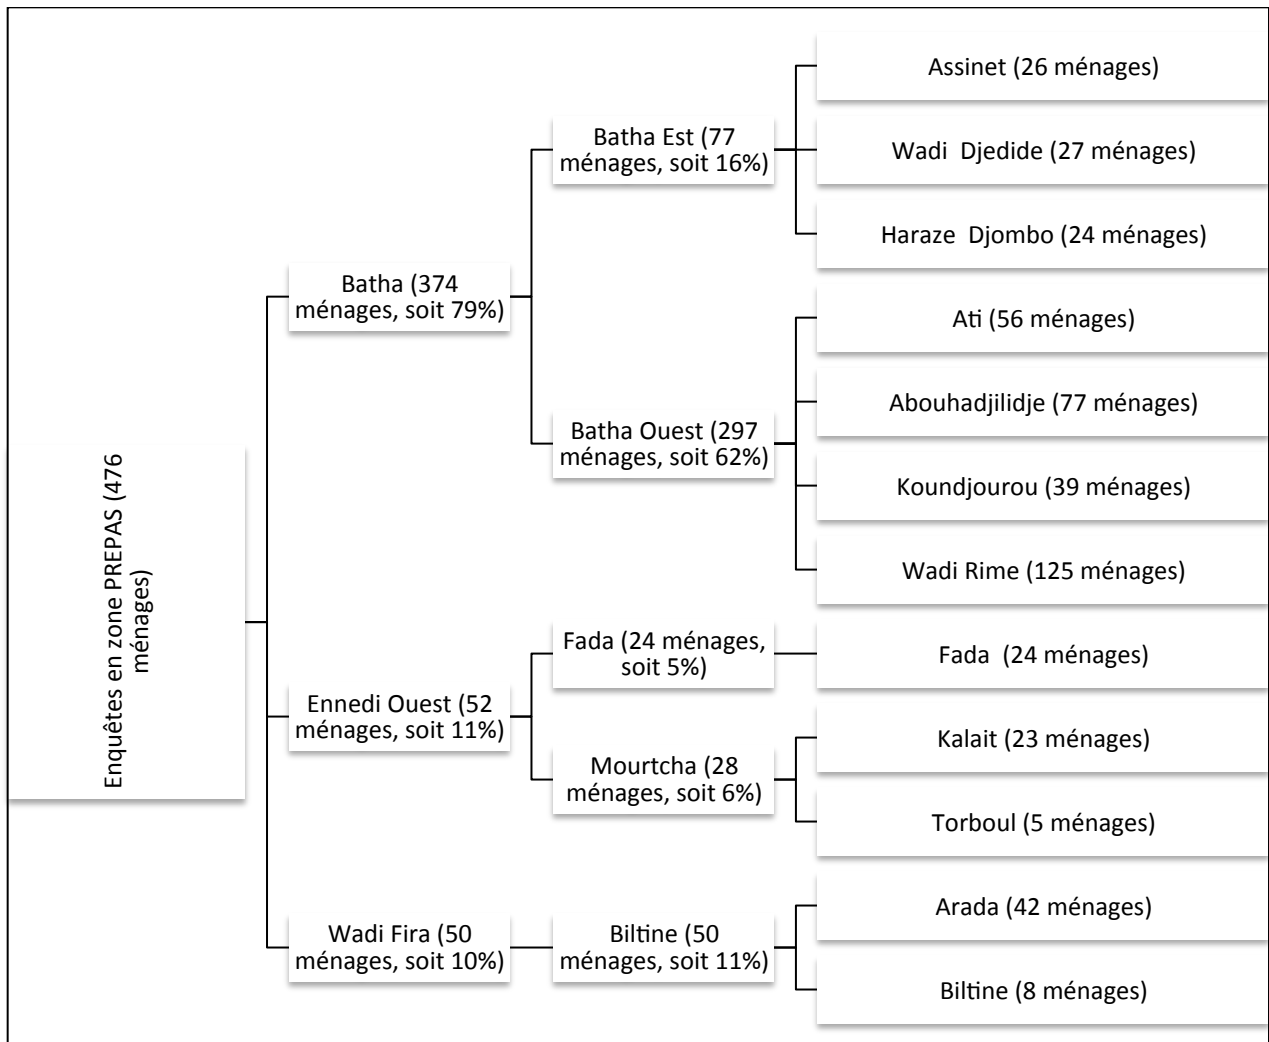 Enquêtes en zone PREPAS (476
ménages)
Batha (374
ménages, soit 79%)
Batha Est (77
ménages, soit 16%)
Assinet (26 ménages)
Wadi  Djedide (27 ménages)
Haraze  Djombo (24 ménages)
Batha Ouest (297
ménages, soit 62%)
Ati (56 ménages)
Abouhadjilidje (77 ménages)
Koundjourou (39 ménages)
Wadi Rime (125 ménages)
Ennedi Ouest (52
ménages, soit 11%)
Fada (24 ménages,
soit 5%)
Fada  (24 ménages)
Mourtcha (28
ménages, soit 6%)
Kalait (23 ménages)
Torboul (5 ménages)
Wadi Fira (50
ménages, soit 10%)
Biltine (50
ménages, soit 11%)
Arada (42 ménages)
Biltine (8 ménages)